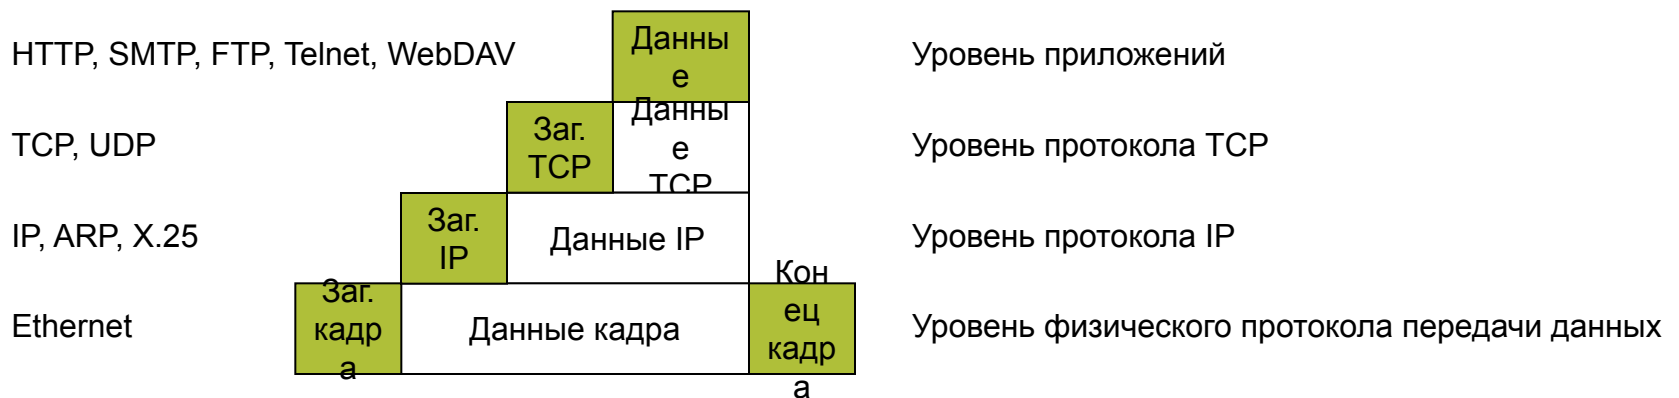 HTTP, SMTP, FTP, Telnet, WebDAV
Данны
е
Уровень приложений
TCP, UDP
Заг.
TCP
Данны
е
TCP
Уровень протокола TCP
IP, ARP, X.25
Заг.
IP
Данные IP
Уровень протокола IP
Ethernet
Заг.
кадр
а
Данные кадра
Кон
ец
кадр
а
Уровень физического протокола передачи данных